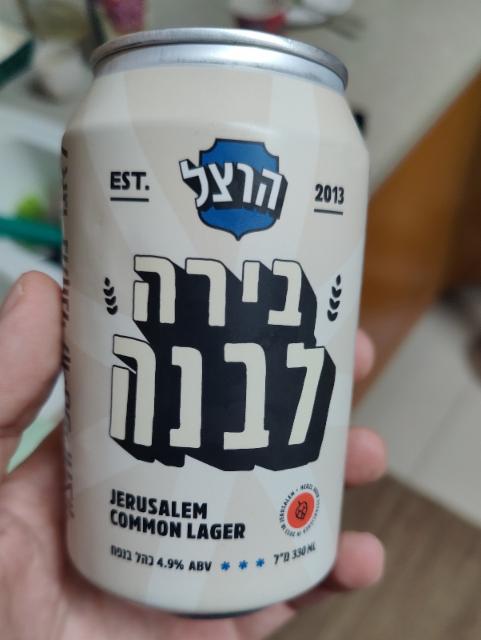 הרצל
EST. 2013
בירה
לבנה
JERUSALEM
COMMON LAGER
כהל בנפח 4.9% ABV *** 330 ML מ"ל